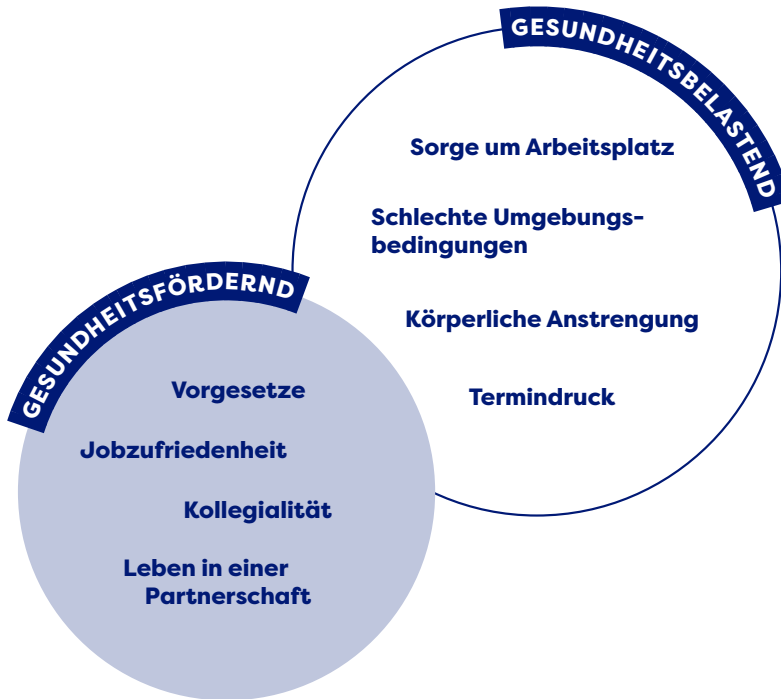 GESUNDHEITSBELASTEND
Sorge um Arbeitsplatz
Schlechte Umgebungs-
bedingungen
Körperliche Anstrengung
Termindruck
GESUNDHEITSFÖRDERND
Vorgesetze
Jobzufriedenheit
Kollegialität
Leben in einer
Partnerschaft